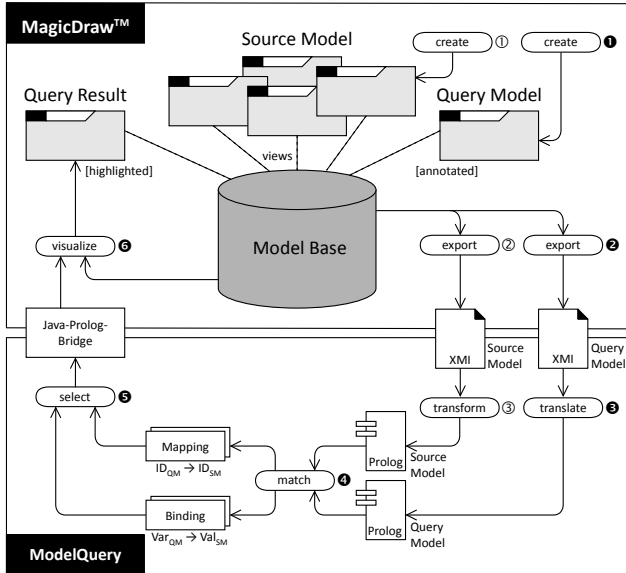 MagicDraw™
Source Model
create ①
create ❶
Query Result
Query Model
[highlighted]
views
[annotated]
Model Base
visualize ❻
export ②
export ❷
Java-Prolog-
Bridge
XMI
Source
Model
XMI
Query
Model
select ❺
transform ③
translate ❸
Mapping
ID_QM → ID_SM
Prolog
Source
Model
match ❹
Binding
Var_QM → Val_SM
Prolog
Query
Model
ModelQuery